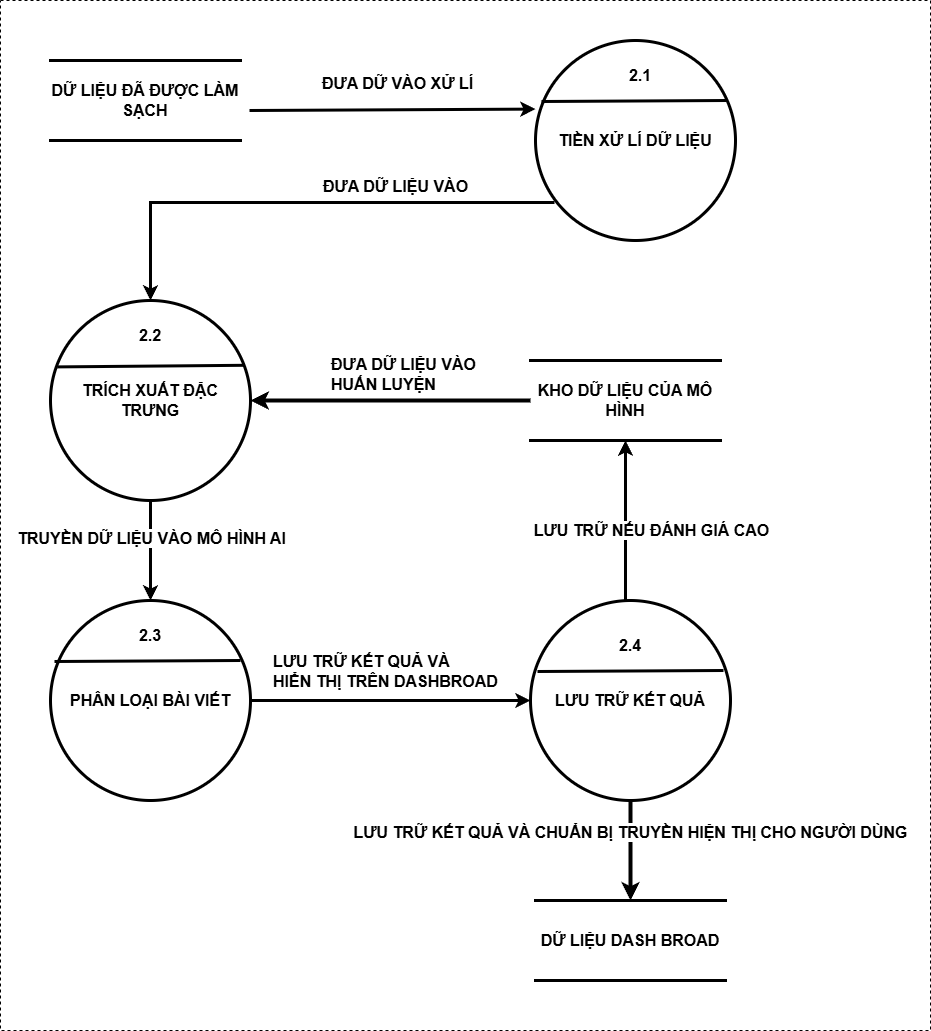 DỮ LIỆU ĐÃ ĐƯỢC LÀM
SẠCH
ĐƯA DỮ VÀO XỬ LÍ
2.1
TIỀN XỬ LÍ DỮ LIỆU
ĐƯA DỮ LIỆU VÀO
2.2
TRÍCH XUẤT ĐẶC
TRƯNG
ĐƯA DỮ LIỆU VÀO
HUẤN LUYỆN
KHO DỮ LIỆU CỦA MÔ
HÌNH
TRUYỀN DỮ LIỆU VÀO MÔ HÌNH AI
LƯU TRỮ NẾU ĐÁNH GIÁ CAO
2.3
PHÂN LOẠI BÀI VIẾT
LƯU TRỮ KẾT QUẢ VÀ
HIỂN THỊ TRÊN DASHBROAD
2.4
LƯU TRỮ KẾT QUẢ
LƯU TRỮ KẾT QUẢ VÀ CHUẨN BỊ TRUYỀN HIỆN THỊ CHO NGƯỜI DÙNG
DỮ LIỆU DASH BROAD